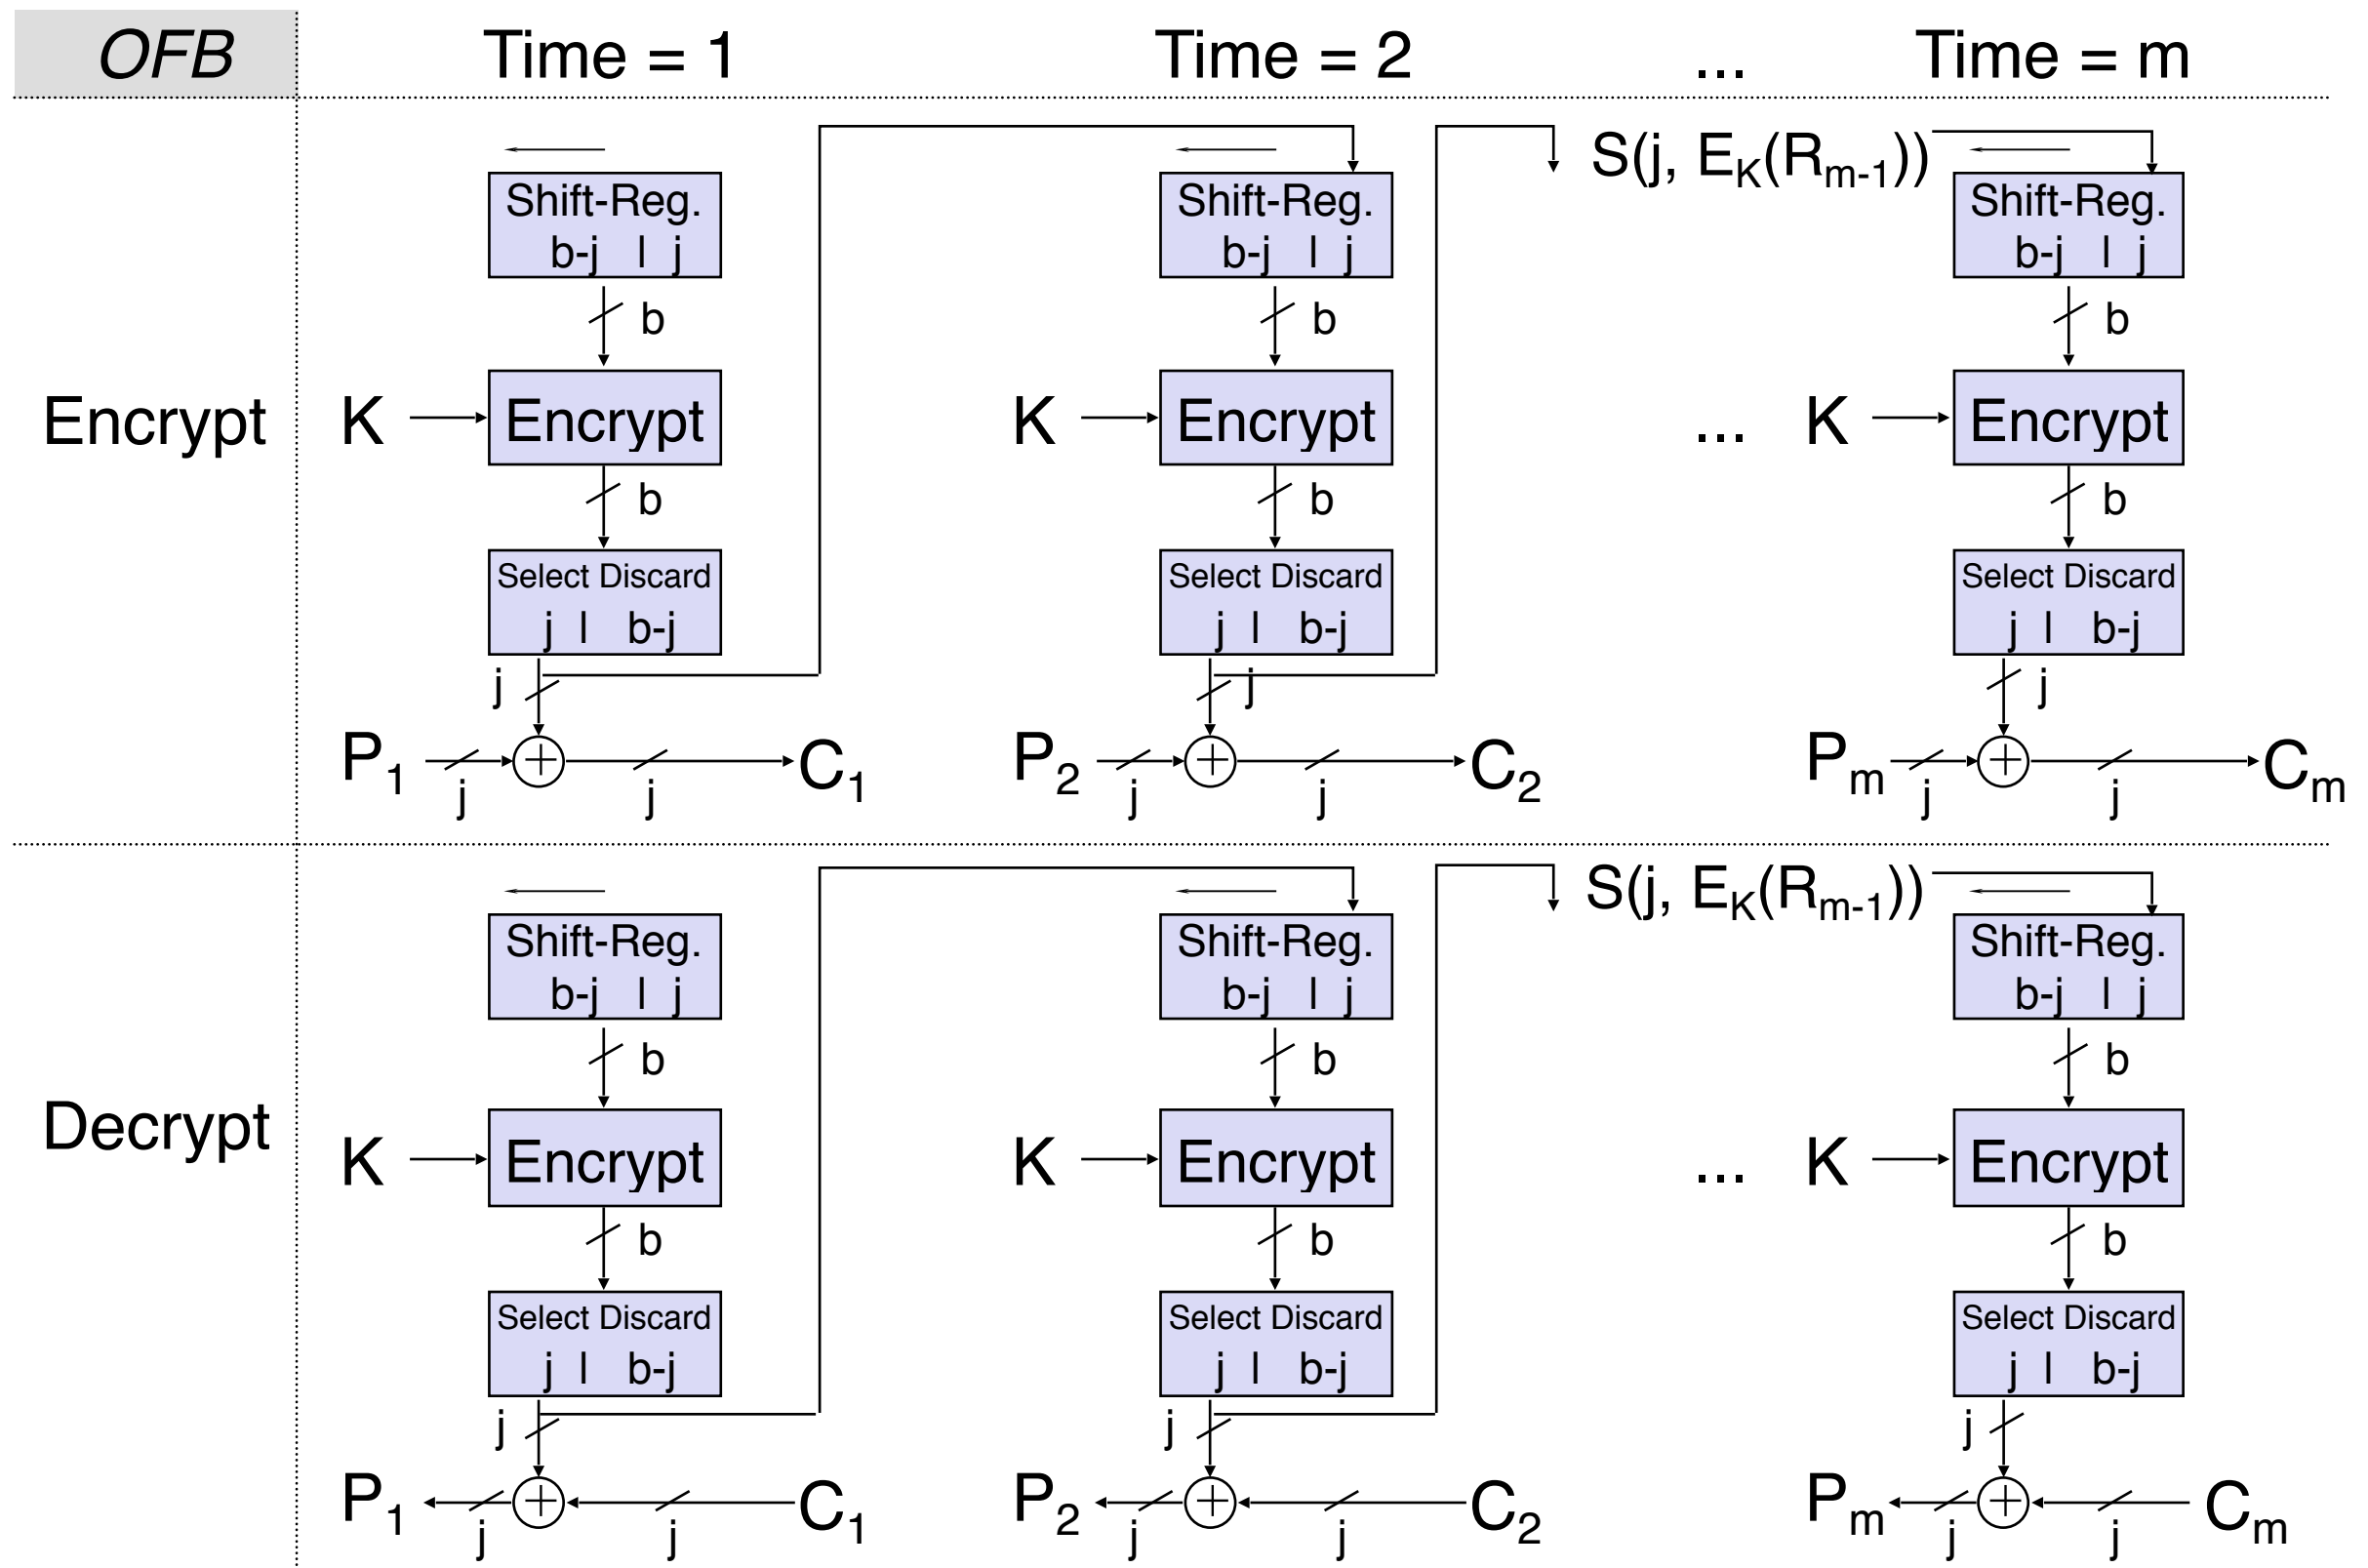 OFB Time = 1 Time = 2 ... Time = m
S(j, EK(Rm-1))
Shift-Reg. Shift-Reg. Shift-Reg.
b-j | j b-j | j b-j | j
b b b
Encrypt K Encrypt K Encrypt ... K Encrypt
b b b
Select Discard Select Discard Select Discard
j | b-j j | b-j j | b-j
j j j
P1 C1 P2 C2 Pm Cm
j j j j j j
S(j, EK(Rm-1))
Shift-Reg. Shift-Reg. Shift-Reg.
b-j | j b-j | j b-j | j
b b b
Decrypt K Encrypt K Encrypt ... K Encrypt
b b b
Select Discard Select Discard Select Discard
j | b-j j | b-j j | b-j
j j j
P1 C1 P2 C2 Pm Cm
j j j j j j